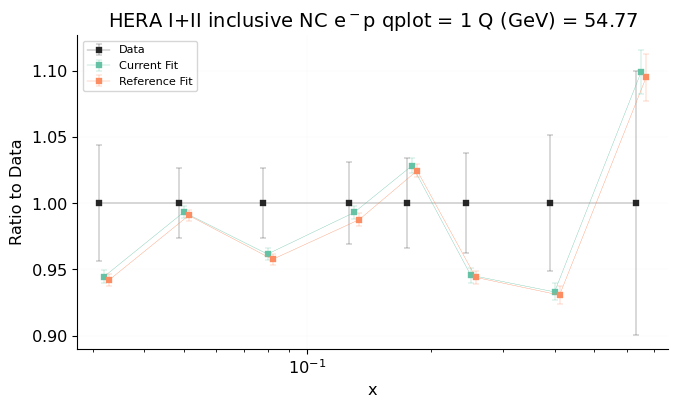 HERA I+II inclusive NC e⁻p qplot = 1 Q (GeV) = 54.77
Data
Current Fit
Reference Fit
1.10
1.05
1.00
0.95
0.90
Ratio to Data
10⁻¹
x